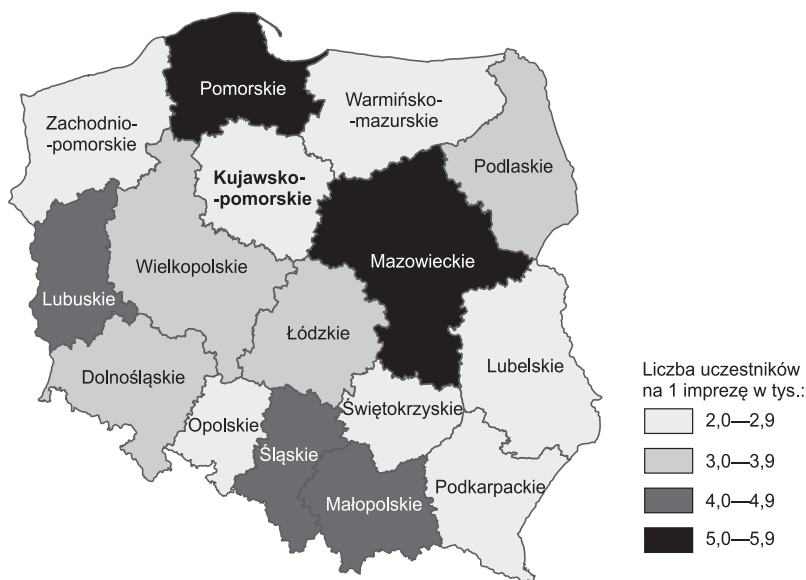 Pomorskie
Warmińsko-
-mazurskie
Zachodnio-
-pomorskie
Podlaskie
Kujawsko-
-pomorskie
Mazowieckie
Wielkopolskie
Lubuskie
Łódzkie
Lubelskie
Dolnośląskie
Opolskie
Świętokrzyskie
Śląskie
Małopolskie
Podkarpackie
Liczba uczestników
na 1 imprezę w tys.:
2,0—2,9
3,0—3,9
4,0—4,9
5,0—5,9